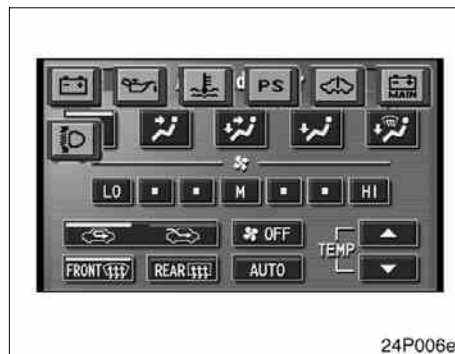 PS
MAIN
LO M HI
OFF
TEMP
FRONT REAR AUTO
24P006e